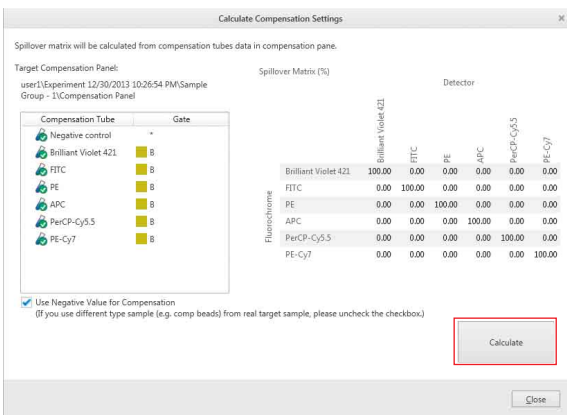 Calculate Compensation Settings
Spillover matrix will be calculated from compensation tubes data in compensation pane.
Target Compensation Panel:
user1\Experiment 12/30/2013 10:26:54 PM\Sample
Group - 1\Compensation Panel
Compensation Tube Gate
Negative control *
Brilliant Violet 421 B
FITC B
PE B
APC B
PerCP-Cy5.5 B
PE-Cy7 B
Spillover Matrix (%)
Detector
Brilliant Violet 421 FITC PE APC PerCP-Cy5.5 PE-Cy7
Fluorochrome
Brilliant Violet 421 100.00 0.00 0.00 0.00 0.00 0.00
FITC 0.00 100.00 0.00 0.00 0.00 0.00
PE 0.00 0.00 100.00 0.00 0.00 0.00
APC 0.00 0.00 0.00 100.00 0.00 0.00
PerCP-Cy5.5 0.00 0.00 0.00 0.00 100.00 0.00
PE-Cy7 0.00 0.00 0.00 0.00 0.00 100.00
Use Negative Value for Compensation
(If you use different type sample (e.g. comp beads) from real target sample, please uncheck the checkbox.)
Calculate
Close